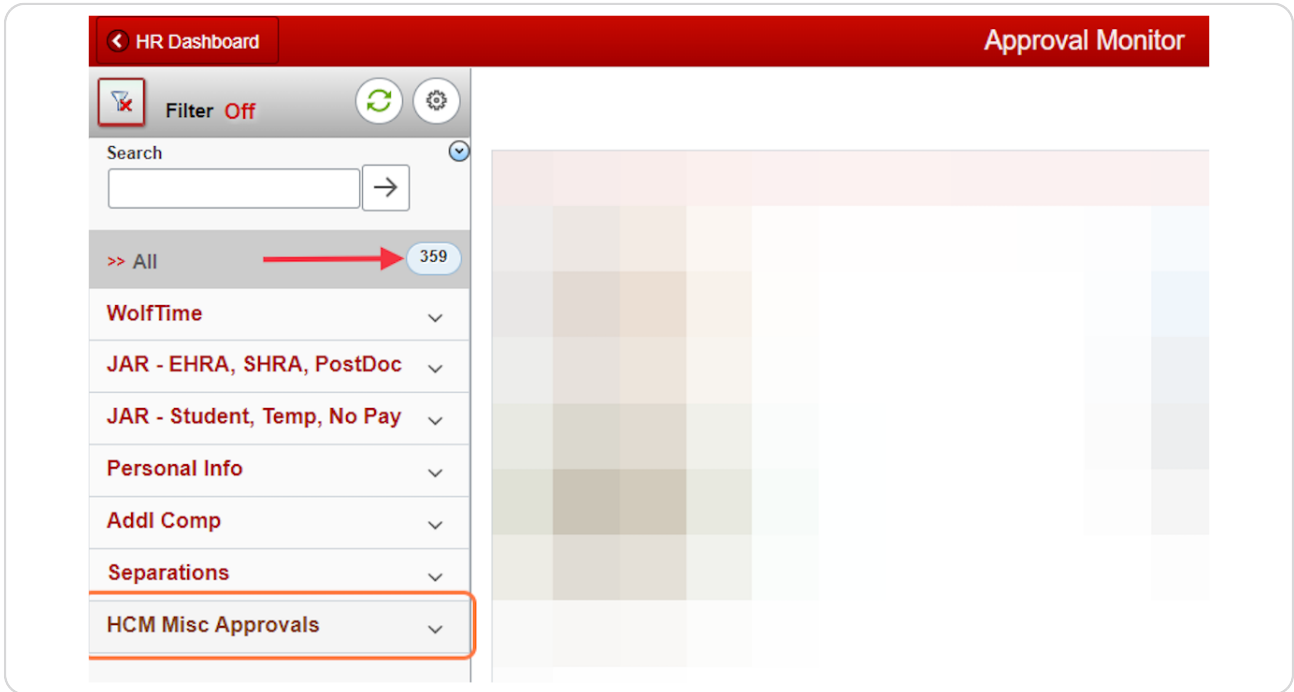 HR Dashboard
Approval Monitor
Filter Off
Search
>> All 359
WolfTime
JAR - EHRA, SHRA, PostDoc
JAR - Student, Temp, No Pay
Personal Info
Addl Comp
Separations
HCM Misc Approvals